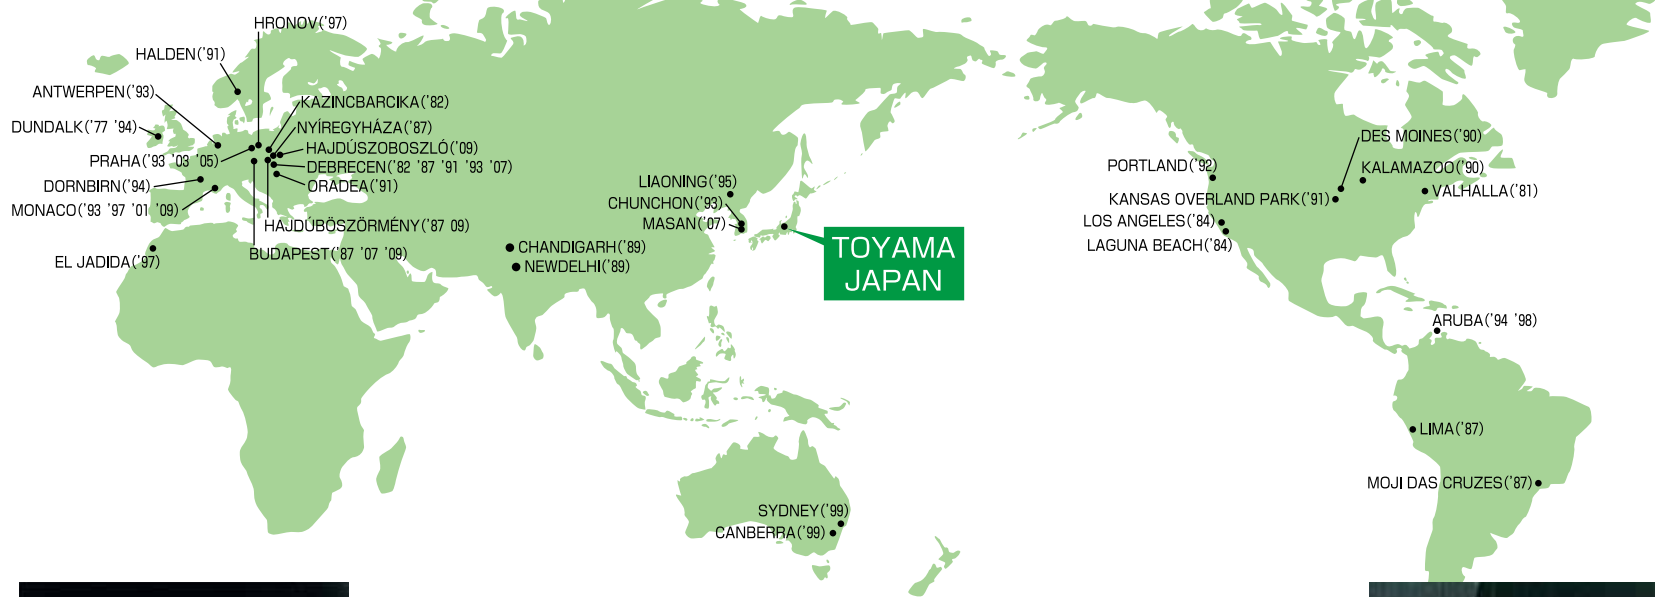 HRONOV('97)
HALDEN('91)
ANTWERPEN('93)
DUNDALK('77 '94)
PRAHA('93 '03 '05)
DORNBIRN('94)
MONACO('93 '97 '01 '09)
EL JADIDA('97)
KAZINCBARCIKA('82)
NYÍREGYHÁZA('87)
HAJDÚSZOBOSZLÓ('09)
DEBRECEN('82 '87 '91 '93 '07)
ORADEA('91)
HAJDÚBÖSZÖRMÉNY('87 09)
BUDAPEST('87 '07 '09)
LIAONING('95)
CHUNCHON('93)
MASAN('07)
CHANDIGARH('89)
NEWDELHI('89)
TOYAMA
JAPAN
SYDNEY('99)
CANBERRA('99)
DES MOINES('90)
PORTLAND('92)
KALAMAZOO('90)
KANSAS OVERLAND PARK('91)
VALHALLA('81)
LOS ANGELES('84)
LAGUNA BEACH('84)
ARUBA('94 '98)
LIMA('87)
MOJI DAS CRUZES('87)